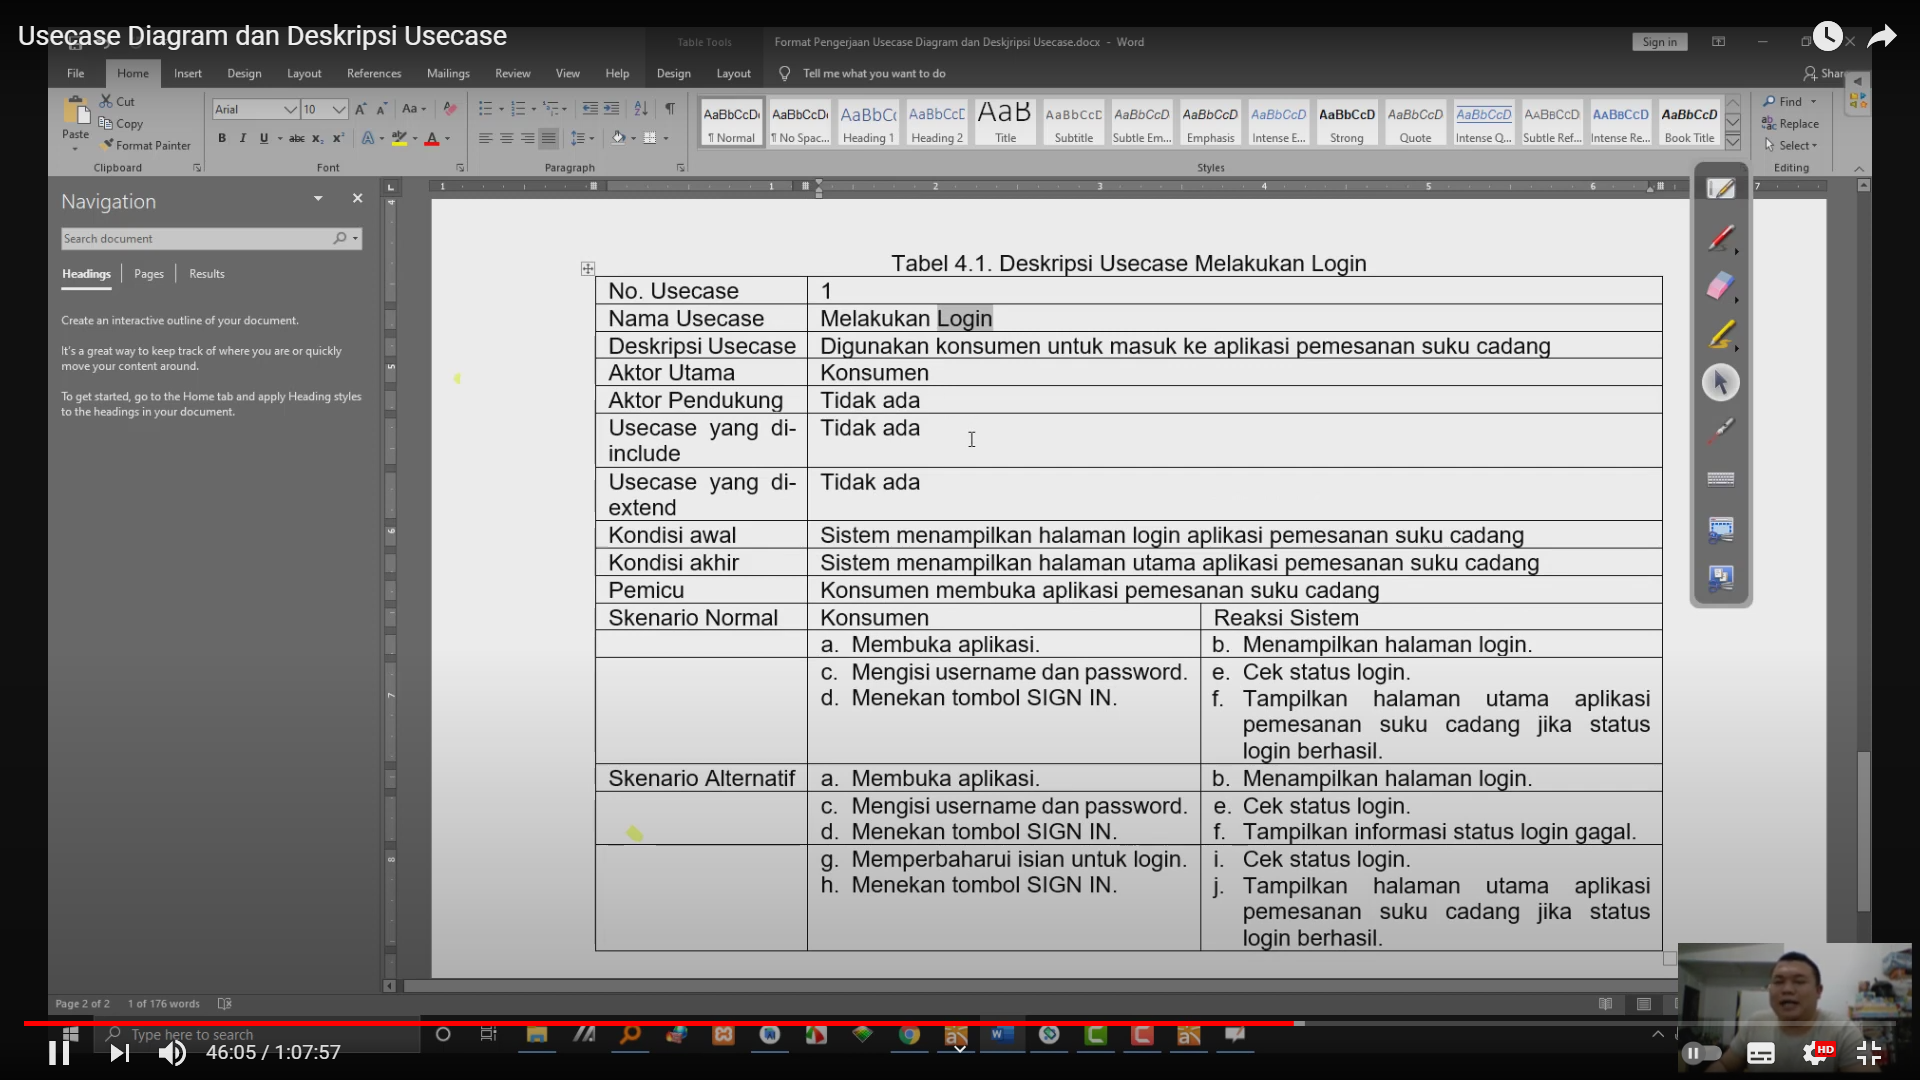 Usecase Diagram dan Deskripsi Usecase
Table Tools
Format Pengerjaan Usecase Diagram dan Deskjripsi Usecase.docx - Word
Sign in
File Home Insert Design Layout References Mailings Review View Help Design Layout Tell me what you want to do
Cut
Copy
Format Painter
Paste
Clipboard
Arial 10
Font
Paragraph
AaBbCcDc AaBbCcDc AaBbCc AaBbCcD AaB AaBbCcD AaBbCcD AaBbCcD AaBbCcD AaBbCcD AaBbCcD AaBbCcD AaBbCcD AaBbCcD AaBbCcD
¶ Normal ¶ No Spac... Heading 1 Heading 2 Title Subtitle Subtle Em... Emphasis Intense E... Strong Quote Intense Q... Subtle Ref... Intense Re... Book Title
Styles
Find
Replace
Select
Editing
Navigation
Search document
Headings Pages Results
Create an interactive outline of your document.
It's a great way to keep track of where you are or quickly
move your content around.
To get started, go to the Home tab and apply Heading styles
to the headings in your document.
1 1 2 3 4 5 6 7
Tabel 4.1. Deskripsi Usecase Melakukan Login
No. Usecase 1
Nama Usecase Melakukan Login
Deskripsi Usecase Digunakan konsumen untuk masuk ke aplikasi pemesanan suku cadang
Aktor Utama Konsumen
Aktor Pendukung Tidak ada
Usecase yang di- Tidak ada
include
Usecase yang di- Tidak ada
extend
Kondisi awal Sistem menampilkan halaman login aplikasi pemesanan suku cadang
Kondisi akhir Sistem menampilkan halaman utama aplikasi pemesanan suku cadang
Pemicu Konsumen membuka aplikasi pemesanan suku cadang
Skenario Normal Konsumen Reaksi Sistem
a. Membuka aplikasi. b. Menampilkan halaman login.
c. Mengisi username dan password. e. Cek status login.
d. Menekan tombol SIGN IN. f. Tampilkan halaman utama aplikasi
pemesanan suku cadang jika status
login berhasil.
Skenario Alternatif a. Membuka aplikasi. b. Menampilkan halaman login.
c. Mengisi username dan password. e. Cek status login.
d. Menekan tombol SIGN IN. f. Tampilkan informasi status login gagal.
g. Memperbaharui isian untuk login. i. Cek status login.
h. Menekan tombol SIGN IN. j. Tampilkan halaman utama aplikasi
pemesanan suku cadang jika status
login berhasil.
Page 2 of 2 1 of 176 words
Type here to search
46:05 / 1:07:57
HD